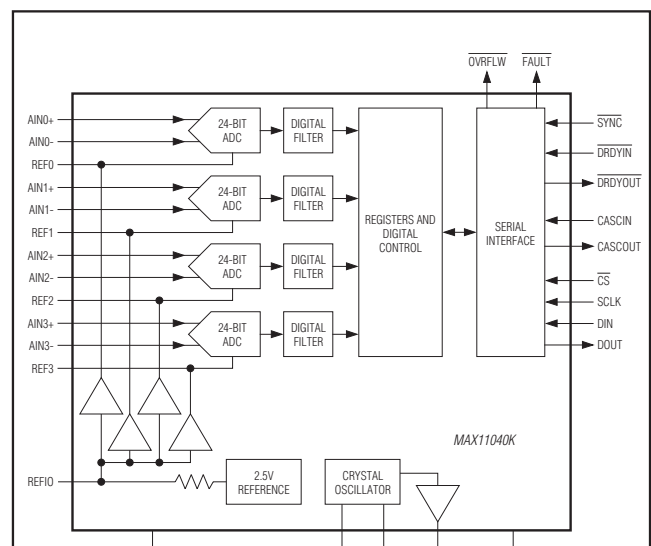 OVRFLW FAULT
AIN0+
AIN0-
REF0
24-BIT
ADC
DIGITAL
FILTER
AIN1+
AIN1-
REF1
24-BIT
ADC
DIGITAL
FILTER
AIN2+
AIN2-
REF2
24-BIT
ADC
DIGITAL
FILTER
AIN3+
AIN3-
REF3
24-BIT
ADC
DIGITAL
FILTER
REGISTERS AND
DIGITAL
CONTROL
SERIAL
INTERFACE
SYNC
DRDYIN
DRDYOUT
CASCIN
CASCOUT
CS
SCLK
DIN
DOUT
MAX11040K
REFIO
2.5V
REFERENCE
CRYSTAL
OSCILLATOR